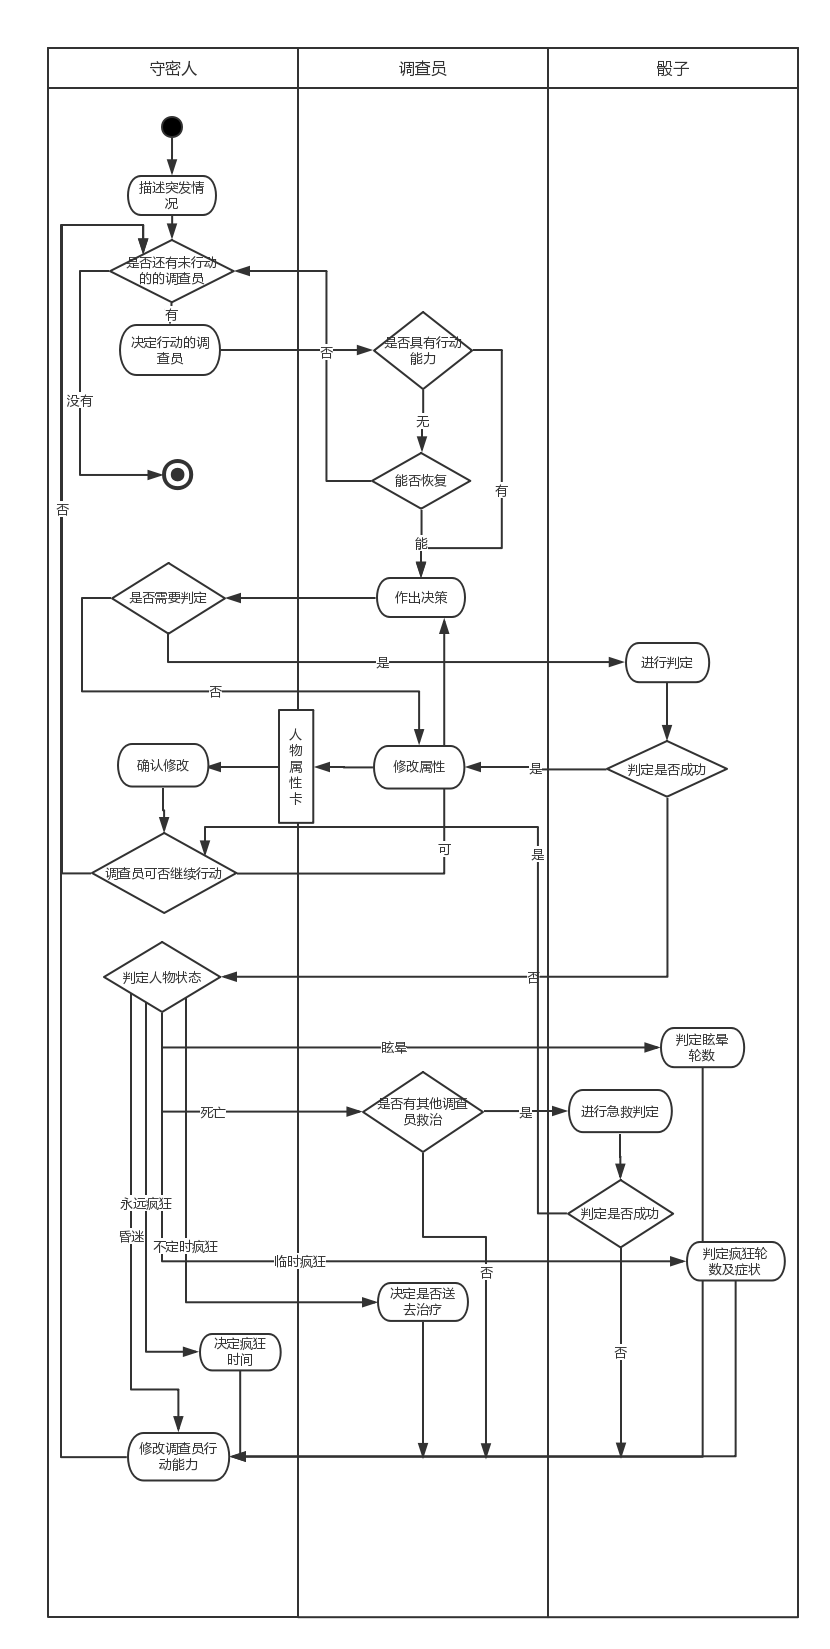 守密人
调查员
骰子
描述突发情
况
是否还有未行动
的的调查员
有
决定行动的调
查员
是否具有行动
能力
否
没有
无
能否恢复
有
否
能
是否需要判定
作出决策
是
进行判定
否
人
物
属
性
卡
确认修改
修改属性
是
判定是否成功
可
是
调查员可否继续行动
判定人物状态
否
判定眩晕
轮数
眩晕
是否有其他调查
员救治
死亡
是
进行急救判定
永远疯狂
昏迷
不定时疯狂
判定是否成功
临时疯狂
判定疯狂轮
数及症状
否
决定是否送
去治疗
决定疯狂
时间
否
修改调查员行
动能力